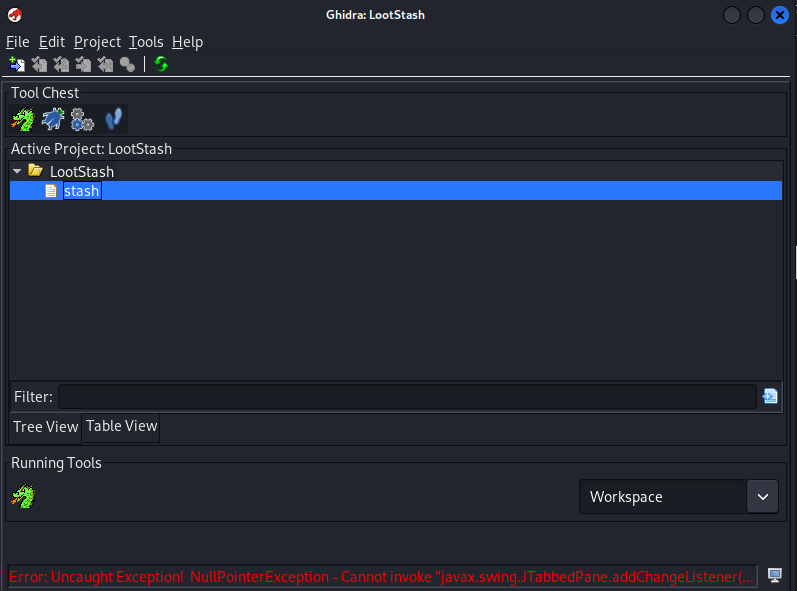 Ghidra: LootStash
File Edit Project Tools Help
Tool Chest
Active Project: LootStash
LootStash
stash
Filter:
Tree View Table View
Running Tools
Workspace
Error: Uncaught Exception! NullPointerException - Cannot invoke "javax.swing.JTabbedPane.addChangeListener(...